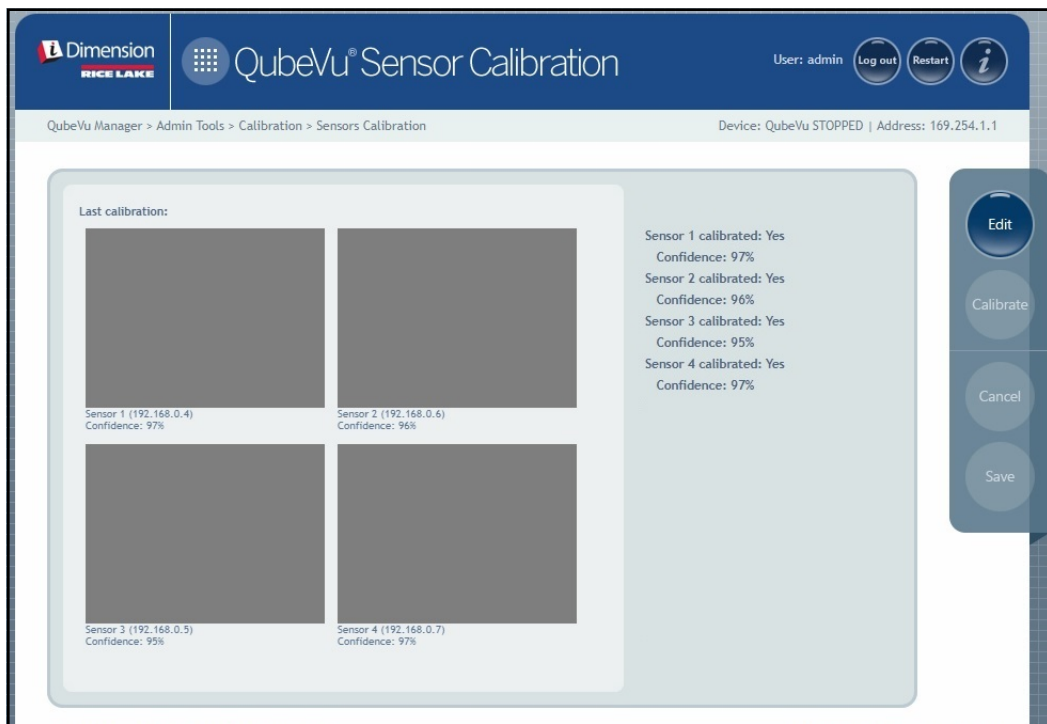 i Dimension
RICE LAKE
QubeVu® Sensor Calibration
User: admin
Log out
Restart
i
QubeVu Manager > Admin Tools > Calibration > Sensors Calibration
Device: QubeVu STOPPED | Address: 169.254.1.1
Last calibration:
Sensor 1 (192.168.0.4)
Confidence: 97%
Sensor 2 (192.168.0.6)
Confidence: 96%
Sensor 3 (192.168.0.5)
Confidence: 95%
Sensor 4 (192.168.0.7)
Confidence: 97%
Sensor 1 calibrated: Yes
Confidence: 97%
Sensor 2 calibrated: Yes
Confidence: 96%
Sensor 3 calibrated: Yes
Confidence: 95%
Sensor 4 calibrated: Yes
Confidence: 97%
Edit
Calibrate
Cancel
Save